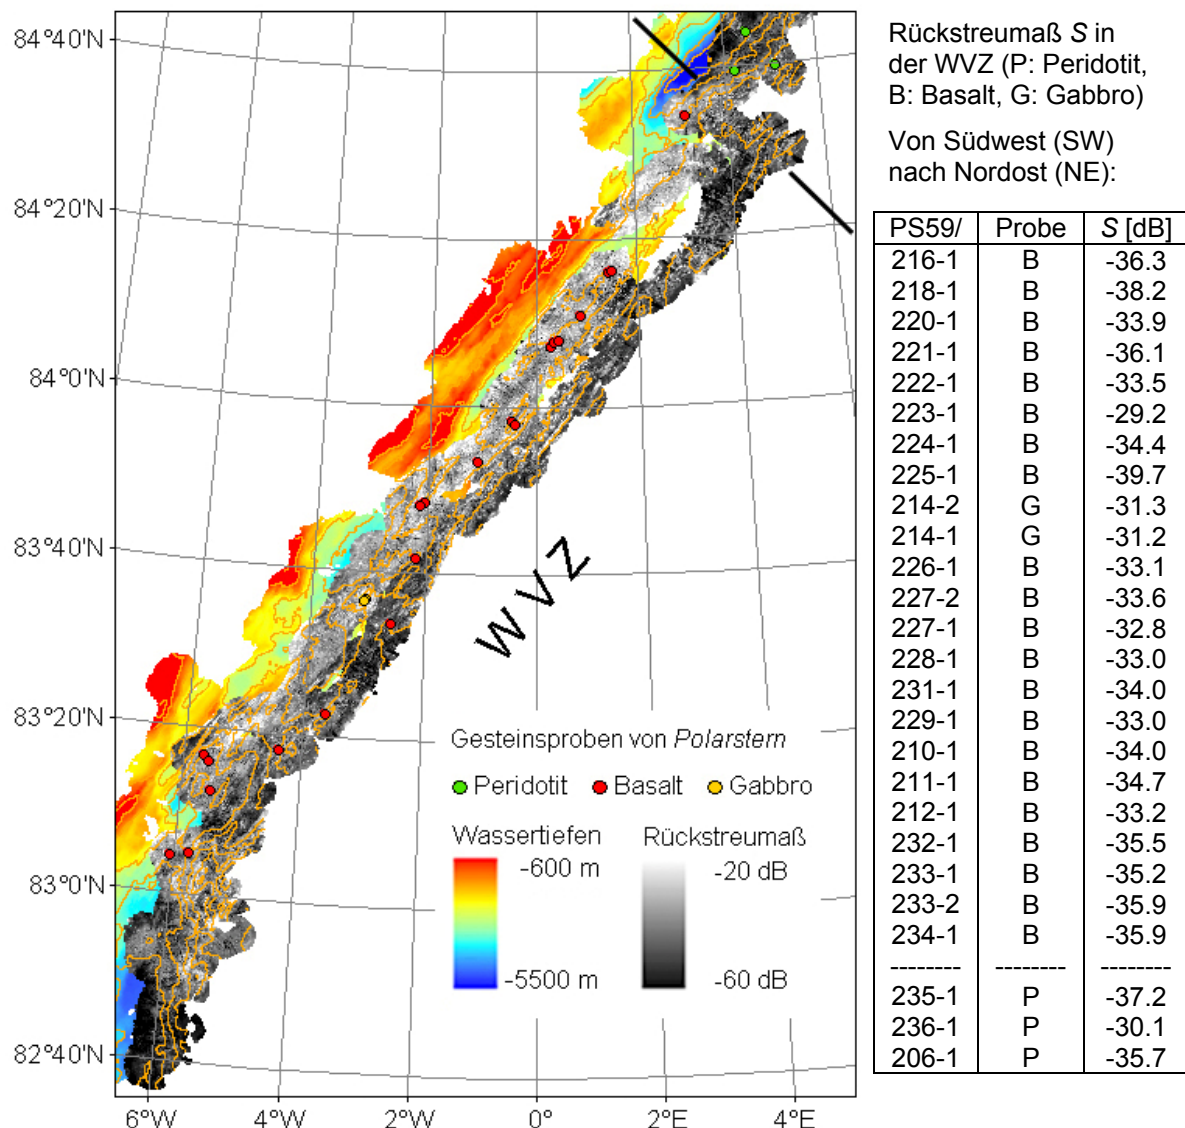 84°40'N
84°20'N
84°0'N
83°40'N
83°20'N
83°0'N
82°40'N
6°W 4°W 2°W 0° 2°E 4°E
WVZ
Gesteinsproben von Polarstern
Peridotit Basalt Gabbro
Wassertiefen Rückstreumaß
-600 m -20 dB
-5500 m -60 dB
Rückstreumaß S in
der WVZ (P: Peridotit,
B: Basalt, G: Gabbro)
Von Südwest (SW)
nach Nordost (NE):
PS59/ Probe S [dB]
216-1 B -36.3
218-1 B -38.2
220-1 B -33.9
221-1 B -36.1
222-1 B -33.5
223-1 B -29.2
224-1 B -34.4
225-1 B -39.7
214-2 G -31.3
214-1 G -31.2
226-1 B -33.1
227-2 B -33.6
227-1 B -32.8
228-1 B -33.0
231-1 B -34.0
229-1 B -33.0
210-1 B -34.0
211-1 B -34.7
212-1 B -33.2
232-1 B -35.5
233-1 B -35.2
233-2 B -35.9
234-1 B -35.9
-------- -------- --------
235-1 P -37.2
236-1 P -30.1
206-1 P -35.7